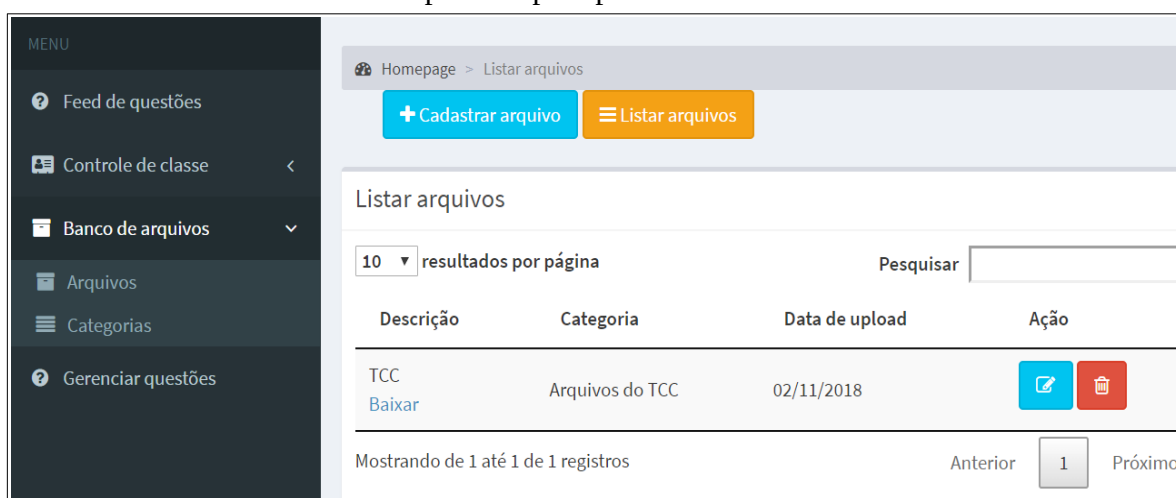 MENU
Feed de questões
Controle de classe
Banco de arquivos
Arquivos
Categorias
Gerenciar questões
Homepage > Listar arquivos
Cadastrar arquivo Listar arquivos
Listar arquivos
10 resultados por página Pesquisar
Descrição Categoria Data de upload Ação
TCC
Baixar Arquivos do TCC 02/11/2018
Mostrando de 1 até 1 de 1 registros Anterior 1 Próximo